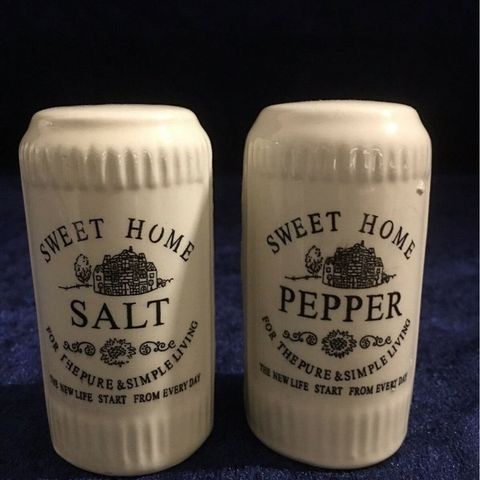 SWEET HOME
SALT
FOR THE PURE & SIMPLE LIVING
THE NEW LIFE START FROM EVERY DAY
SWEET HOME
PEPPER
FOR THE PURE & SIMPLE LIVING
THE NEW LIFE START FROM EVERY DAY